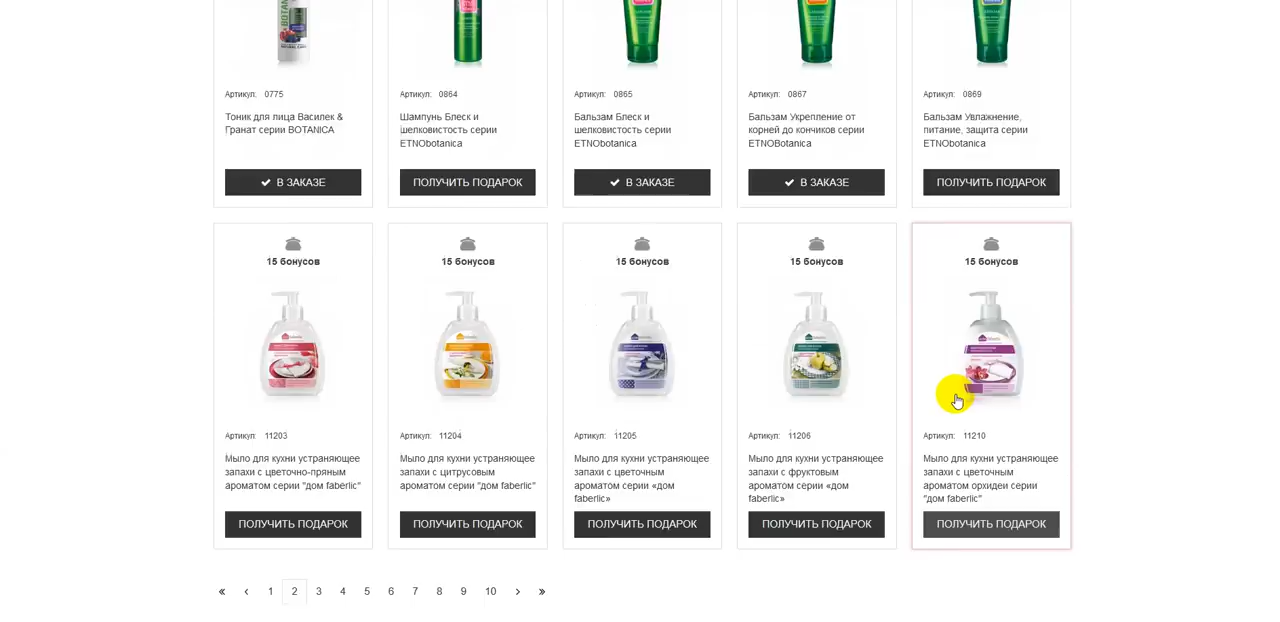 BOTAN
NATURAL CARE
Артикул: 0775
Тоник для лица Василек &
Гранат серии BOTANICA
✔ В ЗАКАЗЕ
Артикул: 0864
Шампунь Блеск и
шелковистость серии
ETNObotanica
ПОЛУЧИТЬ ПОДАРОК
Артикул: 0865
Бальзам Блеск и
шелковистость серии
ETNObotanica
✔ В ЗАКАЗЕ
Артикул: 0867
Бальзам Укрепление от
корней до кончиков серии
ETNOBotanica
✔ В ЗАКАЗЕ
Артикул: 0869
Бальзам Увлажнение,
питание, защита серии
ETNObotanica
ПОЛУЧИТЬ ПОДАРОК
15 бонусов
Артикул: 11203
Мыло для кухни устраняющее
запахи с цветочно-пряным
ароматом серии "дом faberlic"
ПОЛУЧИТЬ ПОДАРОК
15 бонусов
Артикул: 11204
Мыло для кухни устраняющее
запахи с цитрусовым
ароматом серии "дом faberlic"
ПОЛУЧИТЬ ПОДАРОК
15 бонусов
Артикул: 11205
Мыло для кухни устраняющее
запахи с цветочным
ароматом серии «дом
faberlic»
ПОЛУЧИТЬ ПОДАРОК
15 бонусов
Артикул: 11206
Мыло для кухни устраняющее
запахи с фруктовым
ароматом серии «дом
faberlic»
ПОЛУЧИТЬ ПОДАРОК
15 бонусов
Артикул: 11210
Мыло для кухни устраняющее
запахи с цветочным
ароматом орхидеи серии
"дом faberlic"
ПОЛУЧИТЬ ПОДАРОК
« ‹ 1 2 3 4 5 6 7 8 9 10 › »